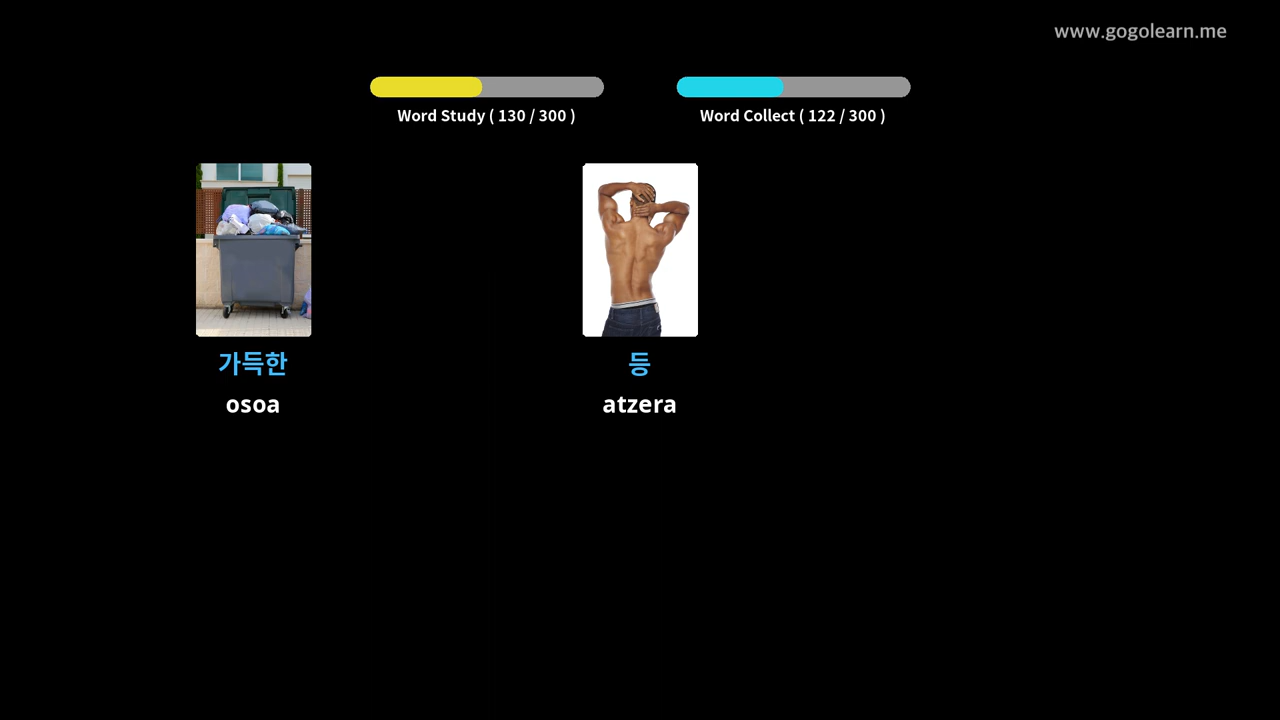 www.gogolearn.me
Word Study ( 130 / 300 )
Word Collect ( 122 / 300 )
가득한
osoa
등
atzera